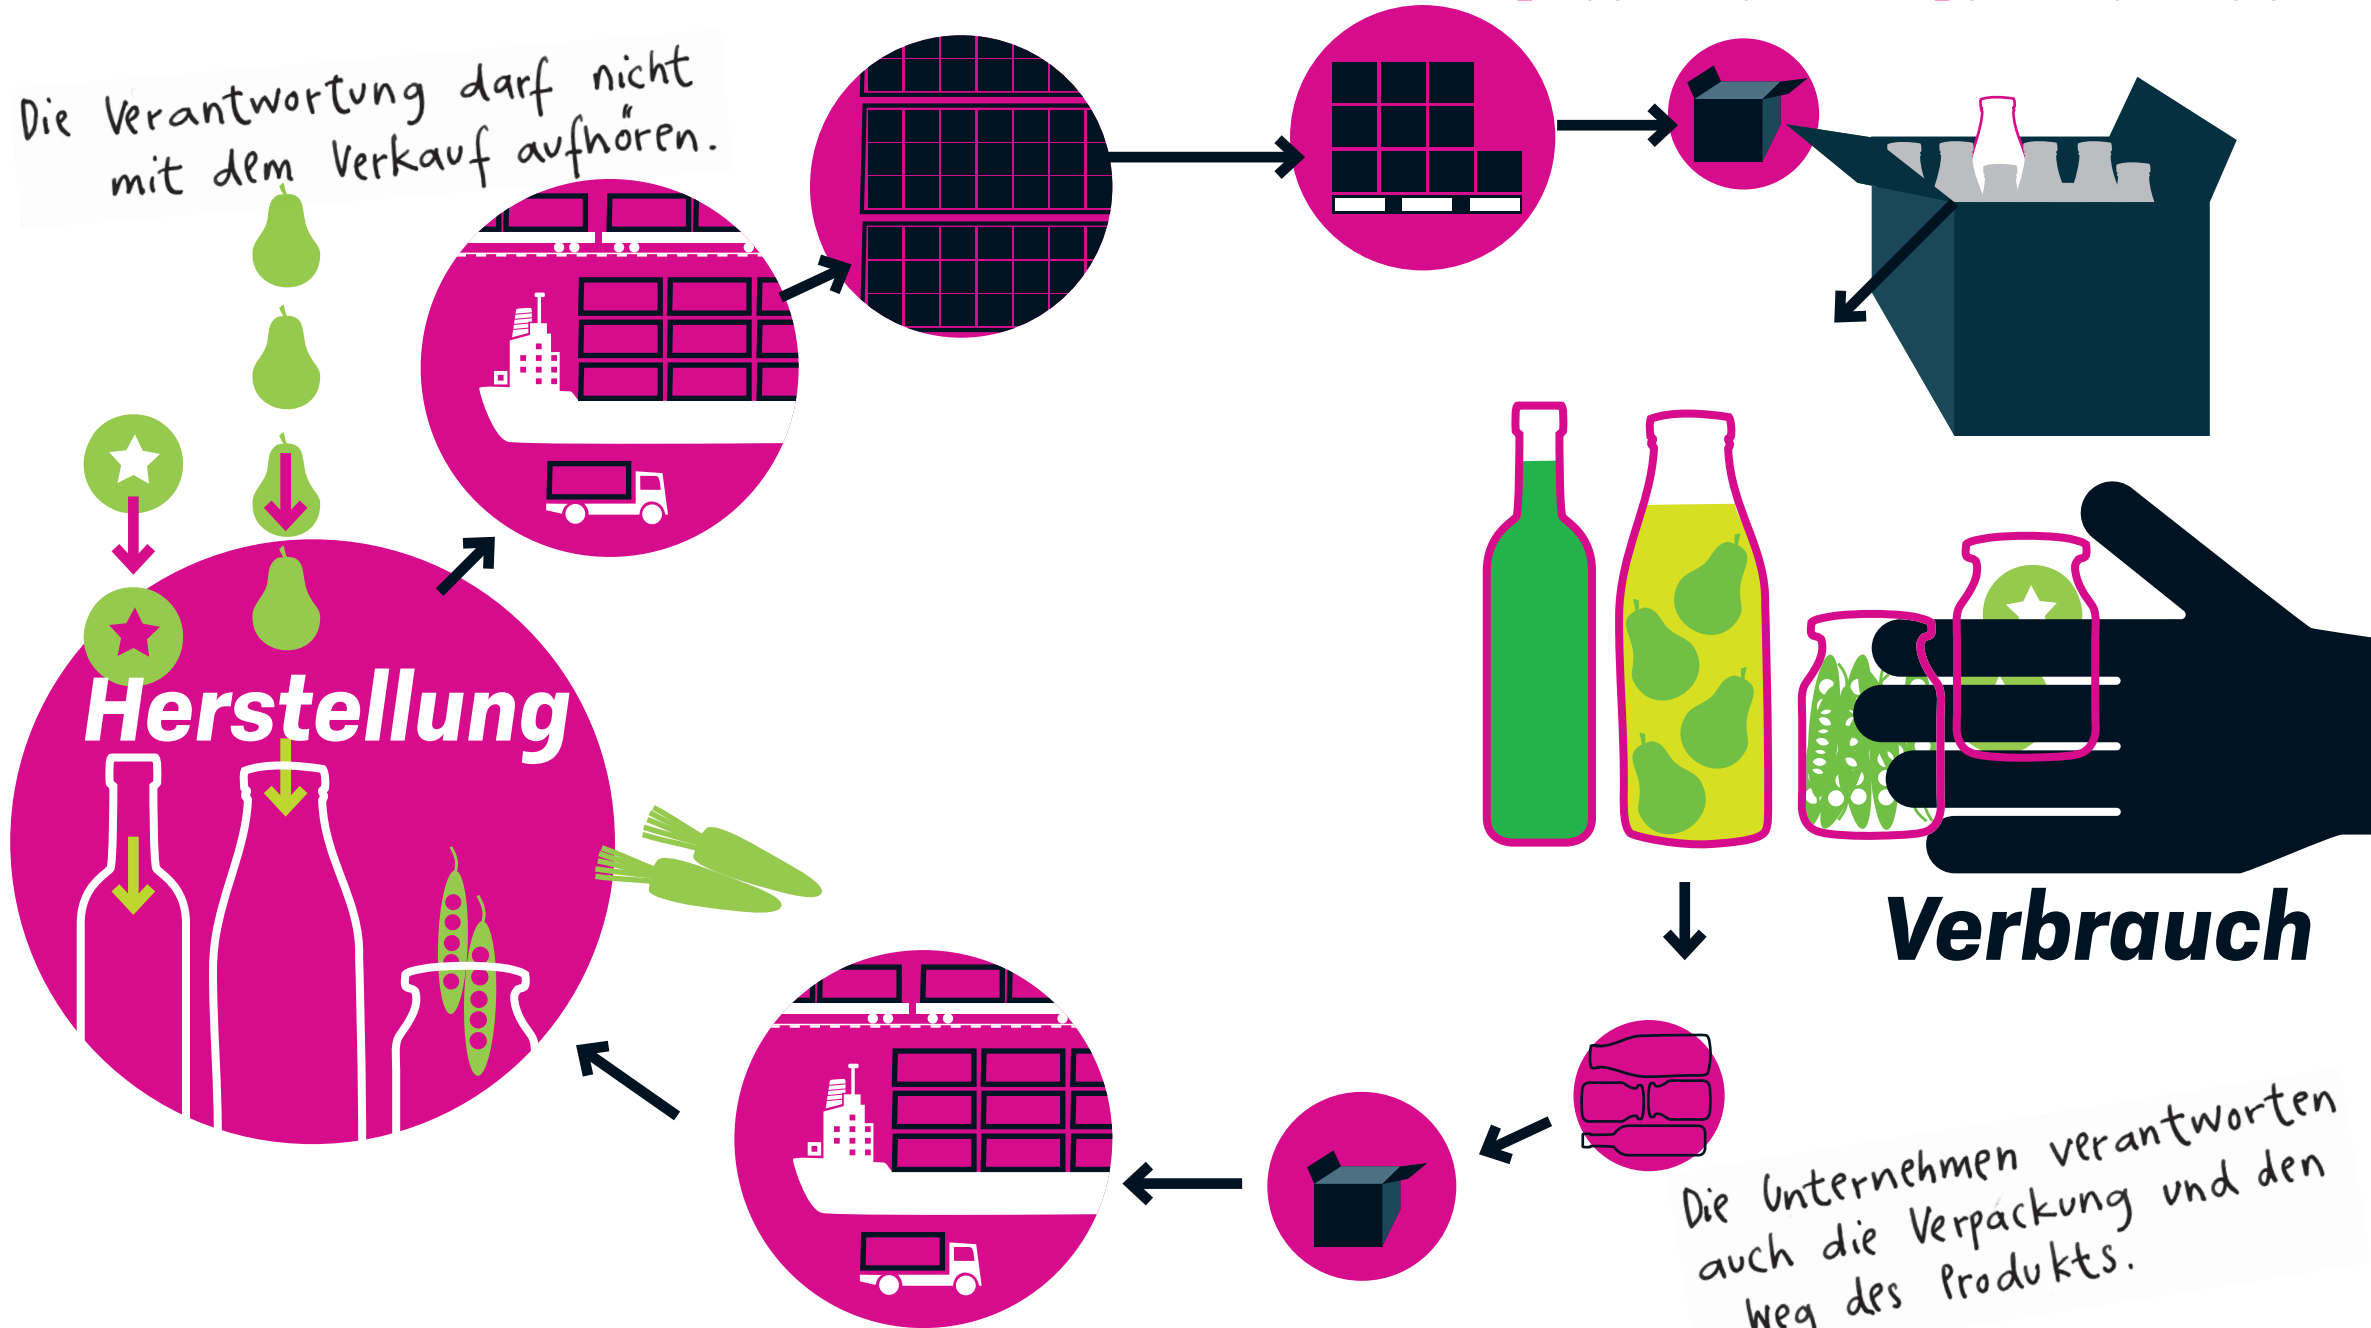 Die Verantwortung darf nicht
mit dem Verkauf aufhören.
Herstellung
Verbrauch
Die Unternehmen verantworten
auch die Verpackung und den
Weg des Produkts.